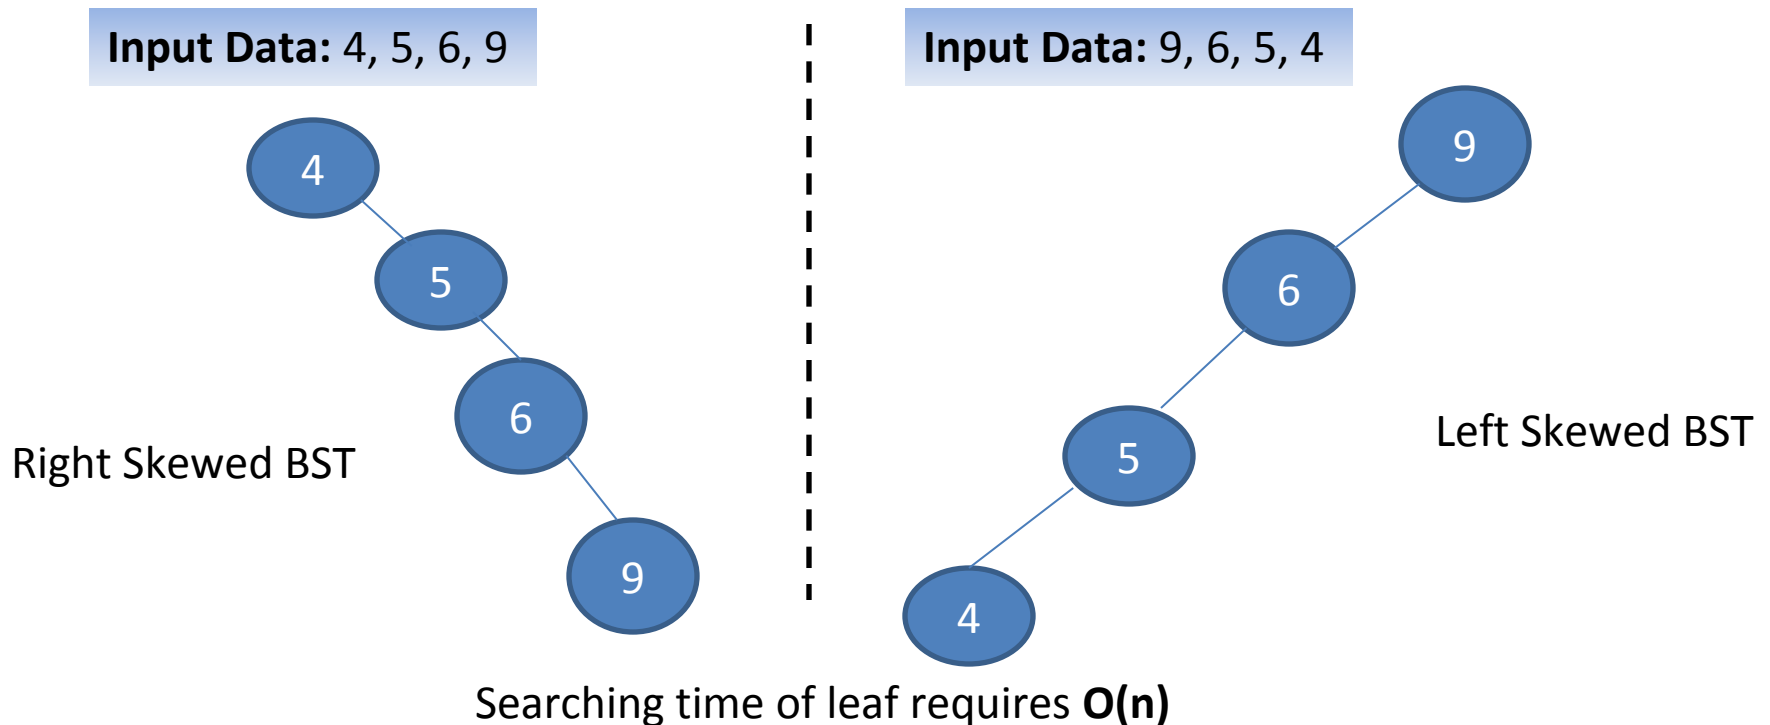 Input Data: 4, 5, 6, 9
4
5
6
9
Right Skewed BST
Input Data: 9, 6, 5, 4
9
6
5
4
Left Skewed BST
Searching time of leaf requires O(n)